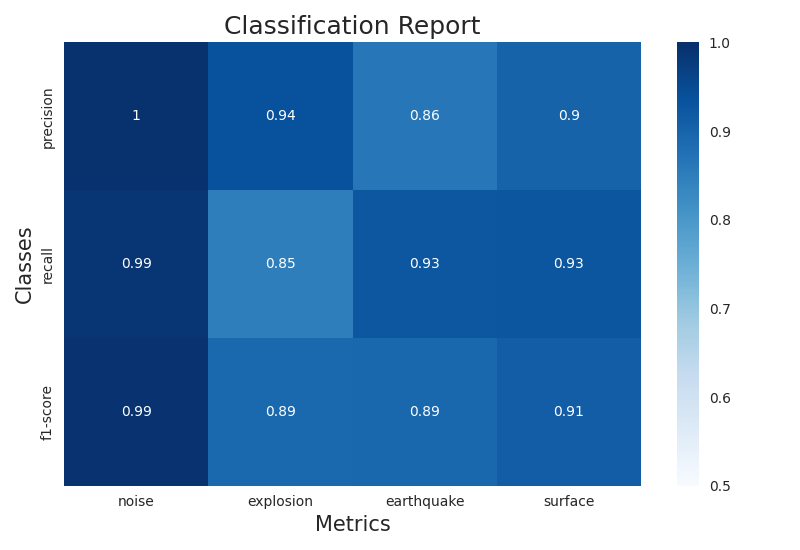 Classification Report
precision
1 0.94 0.86 0.9
recall
0.99 0.85 0.93 0.93
f1-score
0.99 0.89 0.89 0.91
Classes
noise explosion earthquake surface
Metrics
1.0
0.9
0.8
0.7
0.6
0.5